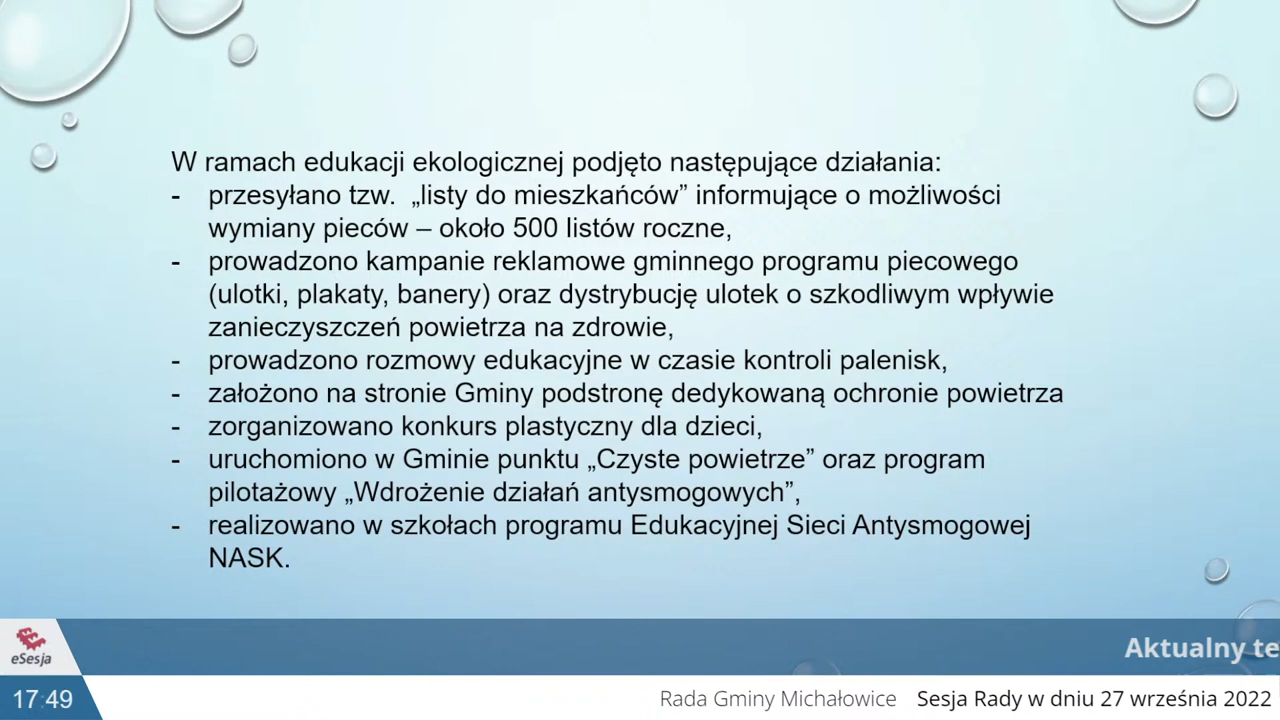 W ramach edukacji ekologicznej podjęto następujące działania:
- przesyłano tzw. „listy do mieszkańców” informujące o możliwości
wymiany pieców – około 500 listów roczne,
- prowadzono kampanie reklamowe gminnego programu piecowego
(ulotki, plakaty, banery) oraz dystrybucję ulotek o szkodliwym wpływie
zanieczyszczeń powietrza na zdrowie,
- prowadzono rozmowy edukacyjne w czasie kontroli palenisk,
- założono na stronie Gminy podstronę dedykowaną ochronie powietrza
- zorganizowano konkurs plastyczny dla dzieci,
- uruchomiono w Gminie punktu „Czyste powietrze” oraz program
pilotażowy „Wdrożenie działań antysmogowych”,
- realizowano w szkołach programu Edukacyjnej Sieci Antysmogowej
NASK.
Aktualny te
eSesja
17:49
Rada Gminy Michałowice Sesja Rady w dniu 27 września 2022